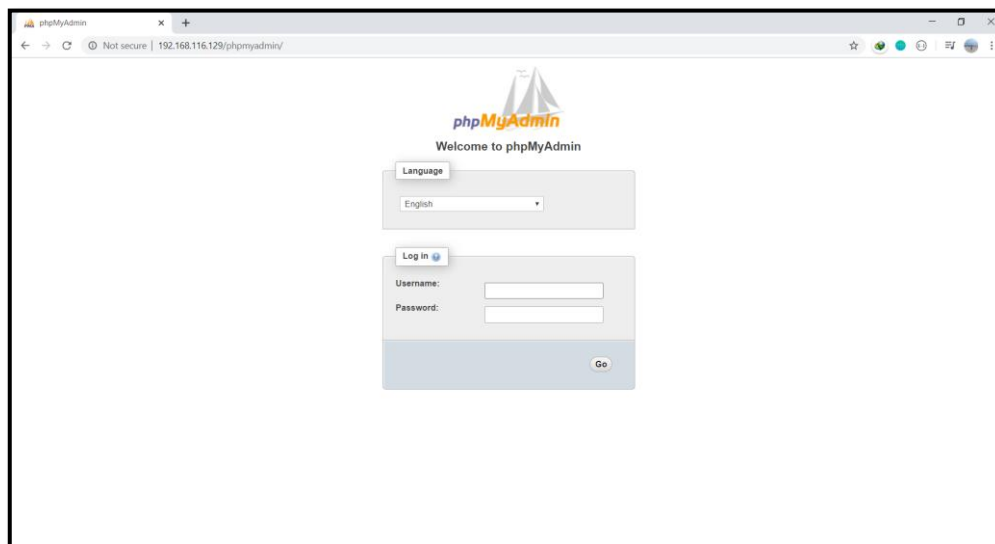 phpMyAdmin
Not secure | 192.168.116.129/phpmyadmin/
phpMyAdmin
Welcome to phpMyAdmin
Language
English
Log in
Username:
Password:
Go